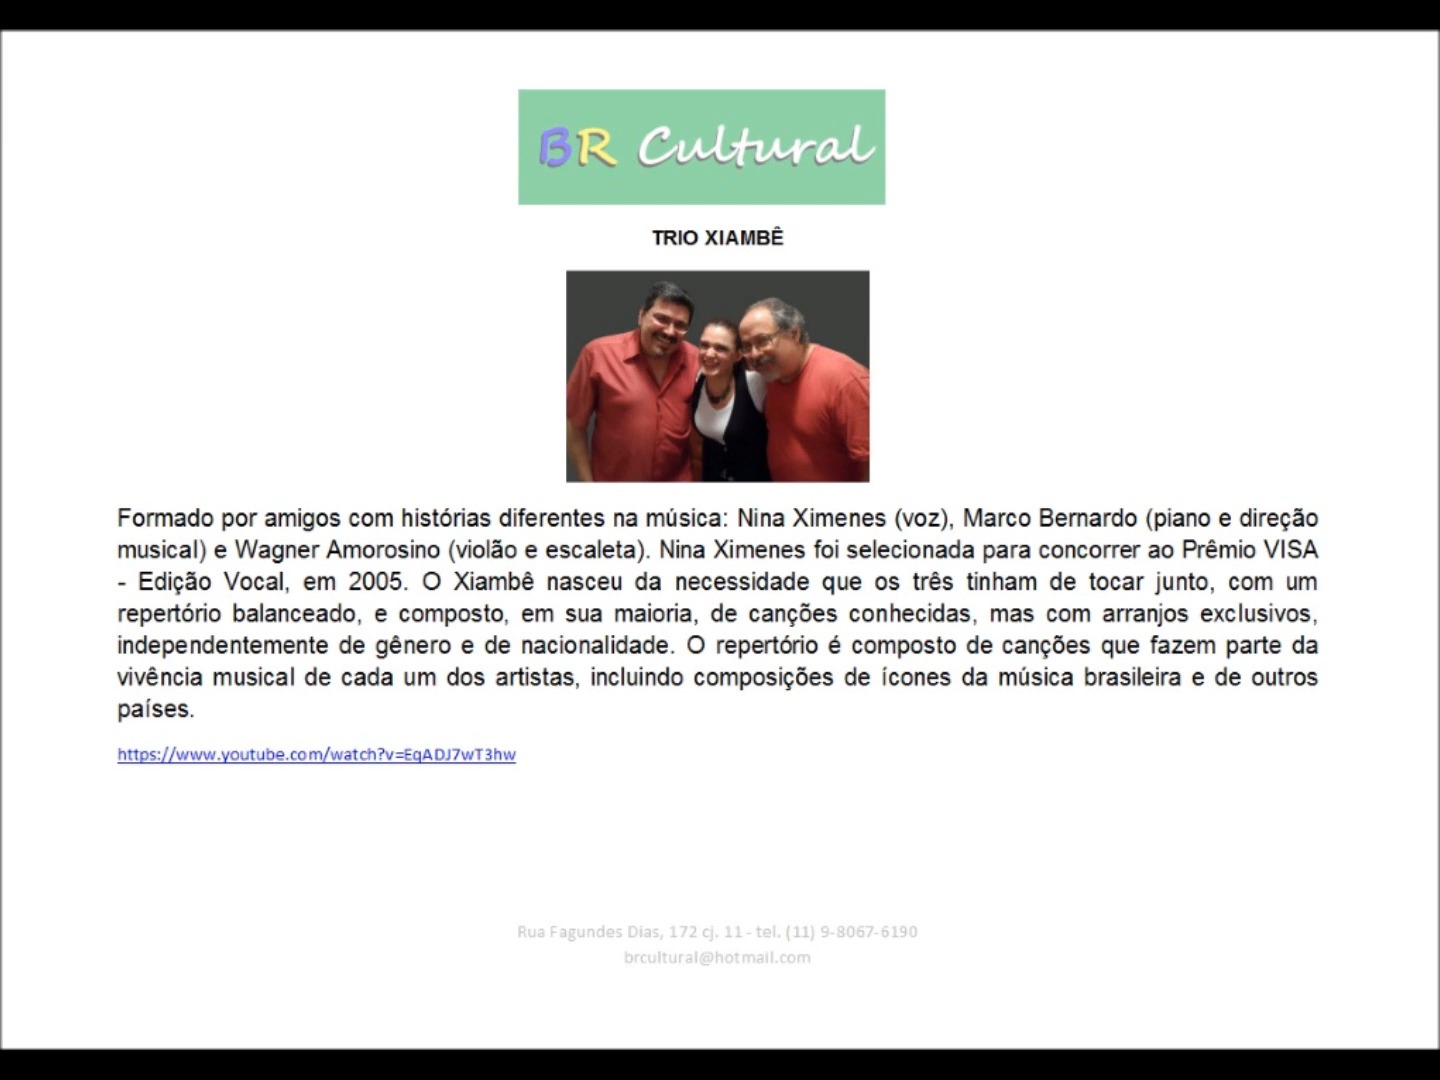 BR Cultural
TRIO XIAMBÊ
Formado por amigos com histórias diferentes na música: Nina Ximenes (voz), Marco Bernardo (piano e direção
musical) e Wagner Amorosino (violão e escaleta). Nina Ximenes foi selecionada para concorrer ao Prêmio VISA
- Edição Vocal, em 2005. O Xiambê nasceu da necessidade que os três tinham de tocar junto, com um
repertório balanceado, e composto, em sua maioria, de canções conhecidas, mas com arranjos exclusivos,
independentemente de gênero e de nacionalidade. O repertório é composto de canções que fazem parte da
vivência musical de cada um dos artistas, incluindo composições de ícones da música brasileira e de outros
países.
https://www.youtube.com/watch?v=EqADJ7wT3hw
Rua Fagundes Dias, 172 cj. 11 - tel. (11) 9-8067-6190
brcultural@hotmail.com